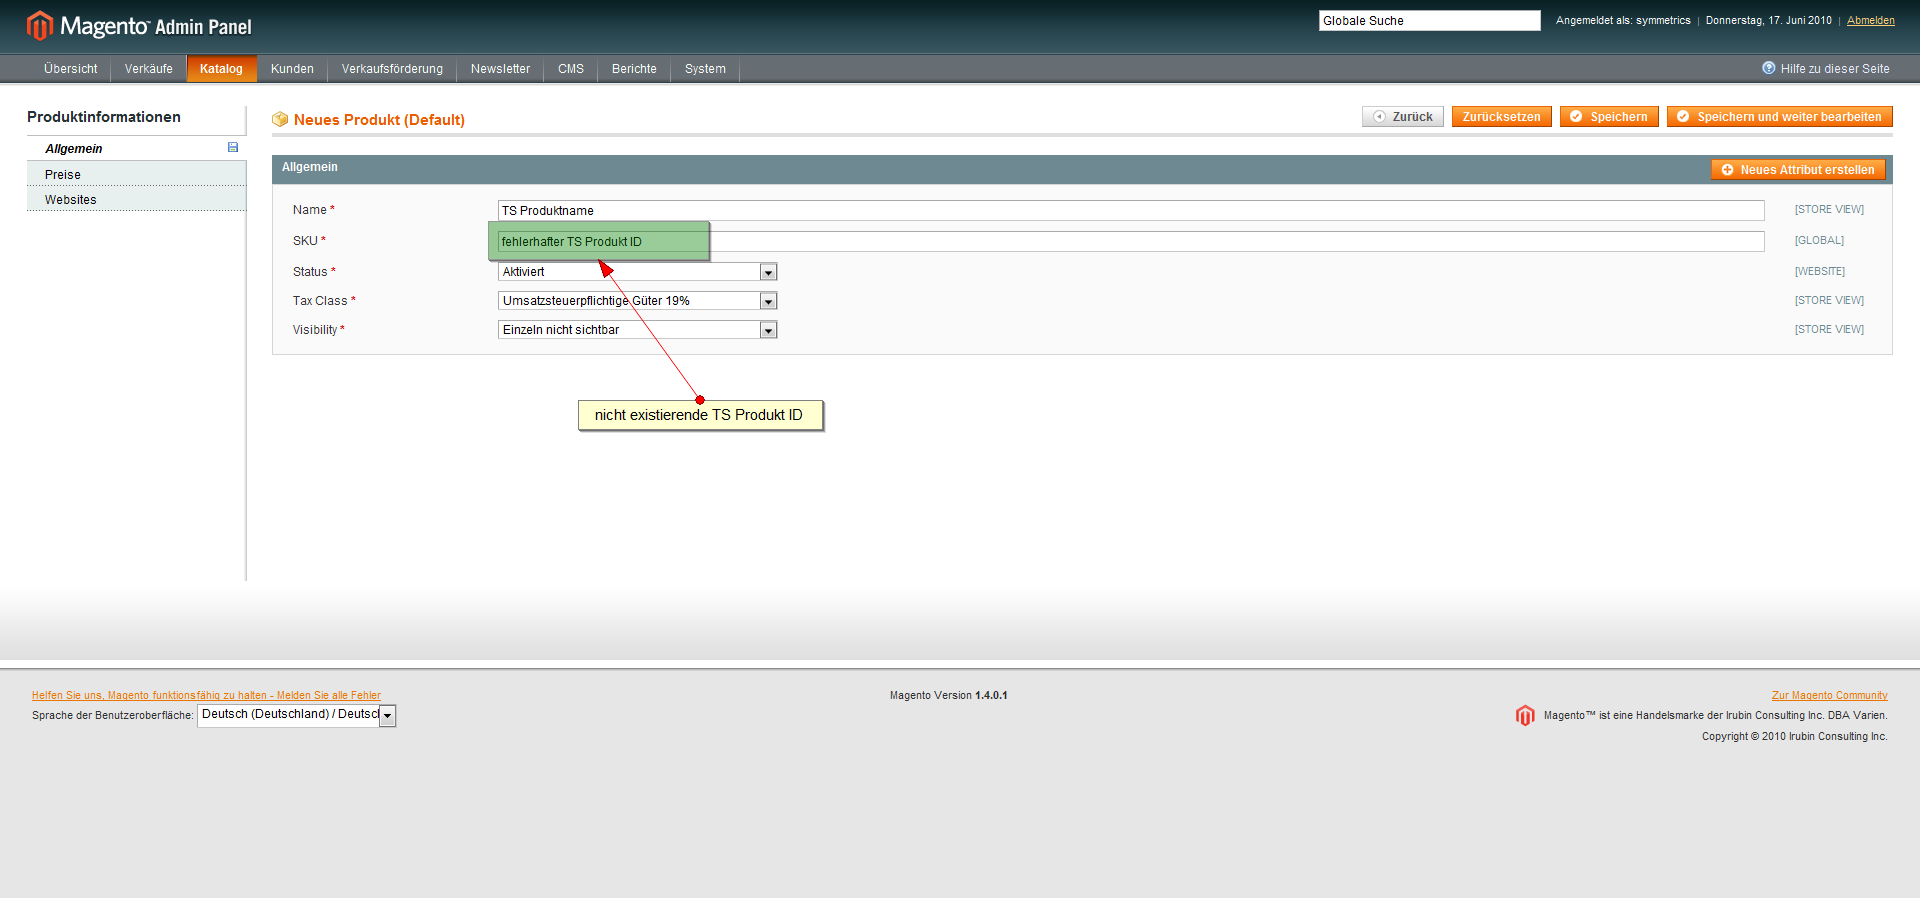 Magento™ Admin Panel
Globale Suche
Angemeldet als: symmetrics | Donnerstag, 17. Juni 2010 | Abmelden
Übersicht Verkäufe Katalog Kunden Verkaufsförderung Newsletter CMS Berichte System
Hilfe zu dieser Seite
Produktinformationen
Allgemein
Preise
Websites
Neues Produkt (Default)
Zurück Zurücksetzen Speichern Speichern und weiter bearbeiten
Allgemein
Neues Attribut erstellen
Name * TS Produktname [STORE VIEW]
SKU * fehlerhafter TS Produkt ID [GLOBAL]
Status * Aktiviert [WEBSITE]
Tax Class * Umsatzsteuerpflichtige Güter 19% [STORE VIEW]
Visibility * Einzeln nicht sichtbar [STORE VIEW]
nicht existierende TS Produkt ID
Helfen Sie uns, Magento funktionsfähig zu halten - Melden Sie alle Fehler
Sprache der Benutzeroberfläche: Deutsch (Deutschland) / Deutscl
Magento Version 1.4.0.1
Zur Magento Community
Magento™ ist eine Handelsmarke der Irubin Consulting Inc. DBA Varien.
Copyright © 2010 Irubin Consulting Inc.